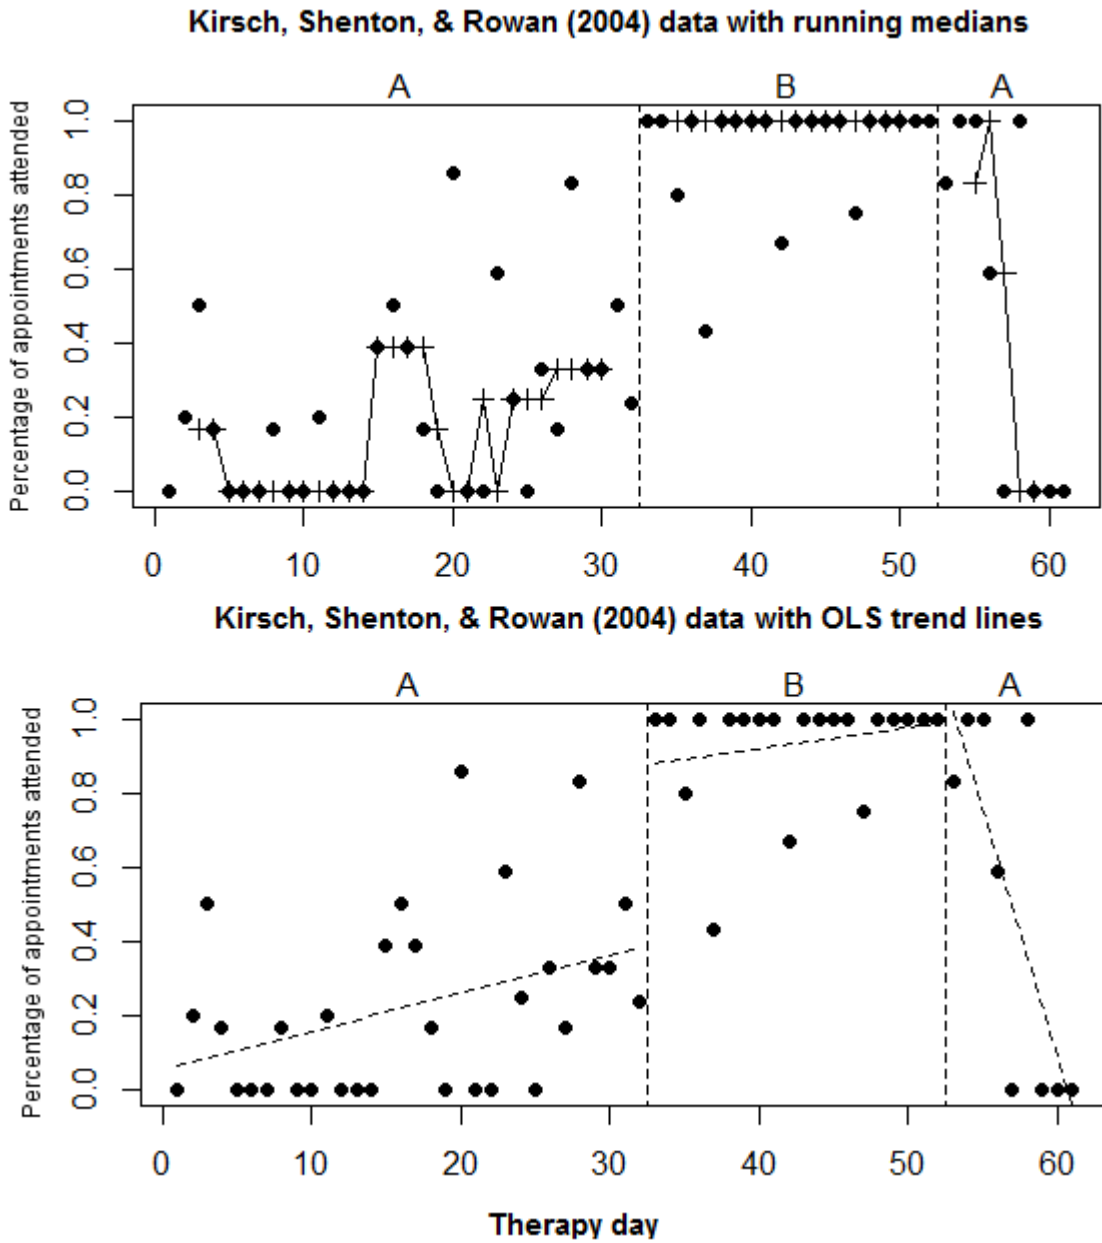 Kirsch, Shenton, & Rowan (2004) data with running medians
A B A
Percentage of appointments attended
1.0
0.8
0.6
0.4
0.2
0.0
0 10 20 30 40 50 60
Kirsch, Shenton, & Rowan (2004) data with OLS trend lines
A B A
Percentage of appointments attended
1.0
0.8
0.6
0.4
0.2
0.0
0 10 20 30 40 50 60
Therapy day